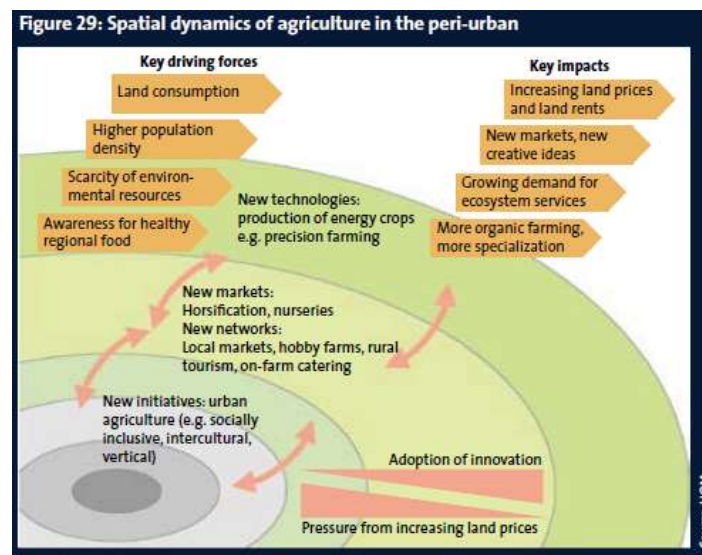 Figure 29: Spatial dynamics of agriculture in the peri-urban
Key driving forces
Land consumption
Higher population
density
Scarcity of environ-
mental resources
Awareness for healthy
regional food
Key impacts
Increasing land prices
and land rents
New markets, new
creative ideas
Growing demand for
ecosystem services
More organic farming,
more specialization
New technologies:
production of energy crops
e.g. precision farming
New markets:
Horsification, nurseries
New networks:
Local markets, hobby farms, rural
tourism, on-farm catering
New initiatives: urban
agriculture (e.g. socially
inclusive, intercultural,
vertical)
Adoption of innovation
Pressure from increasing land prices